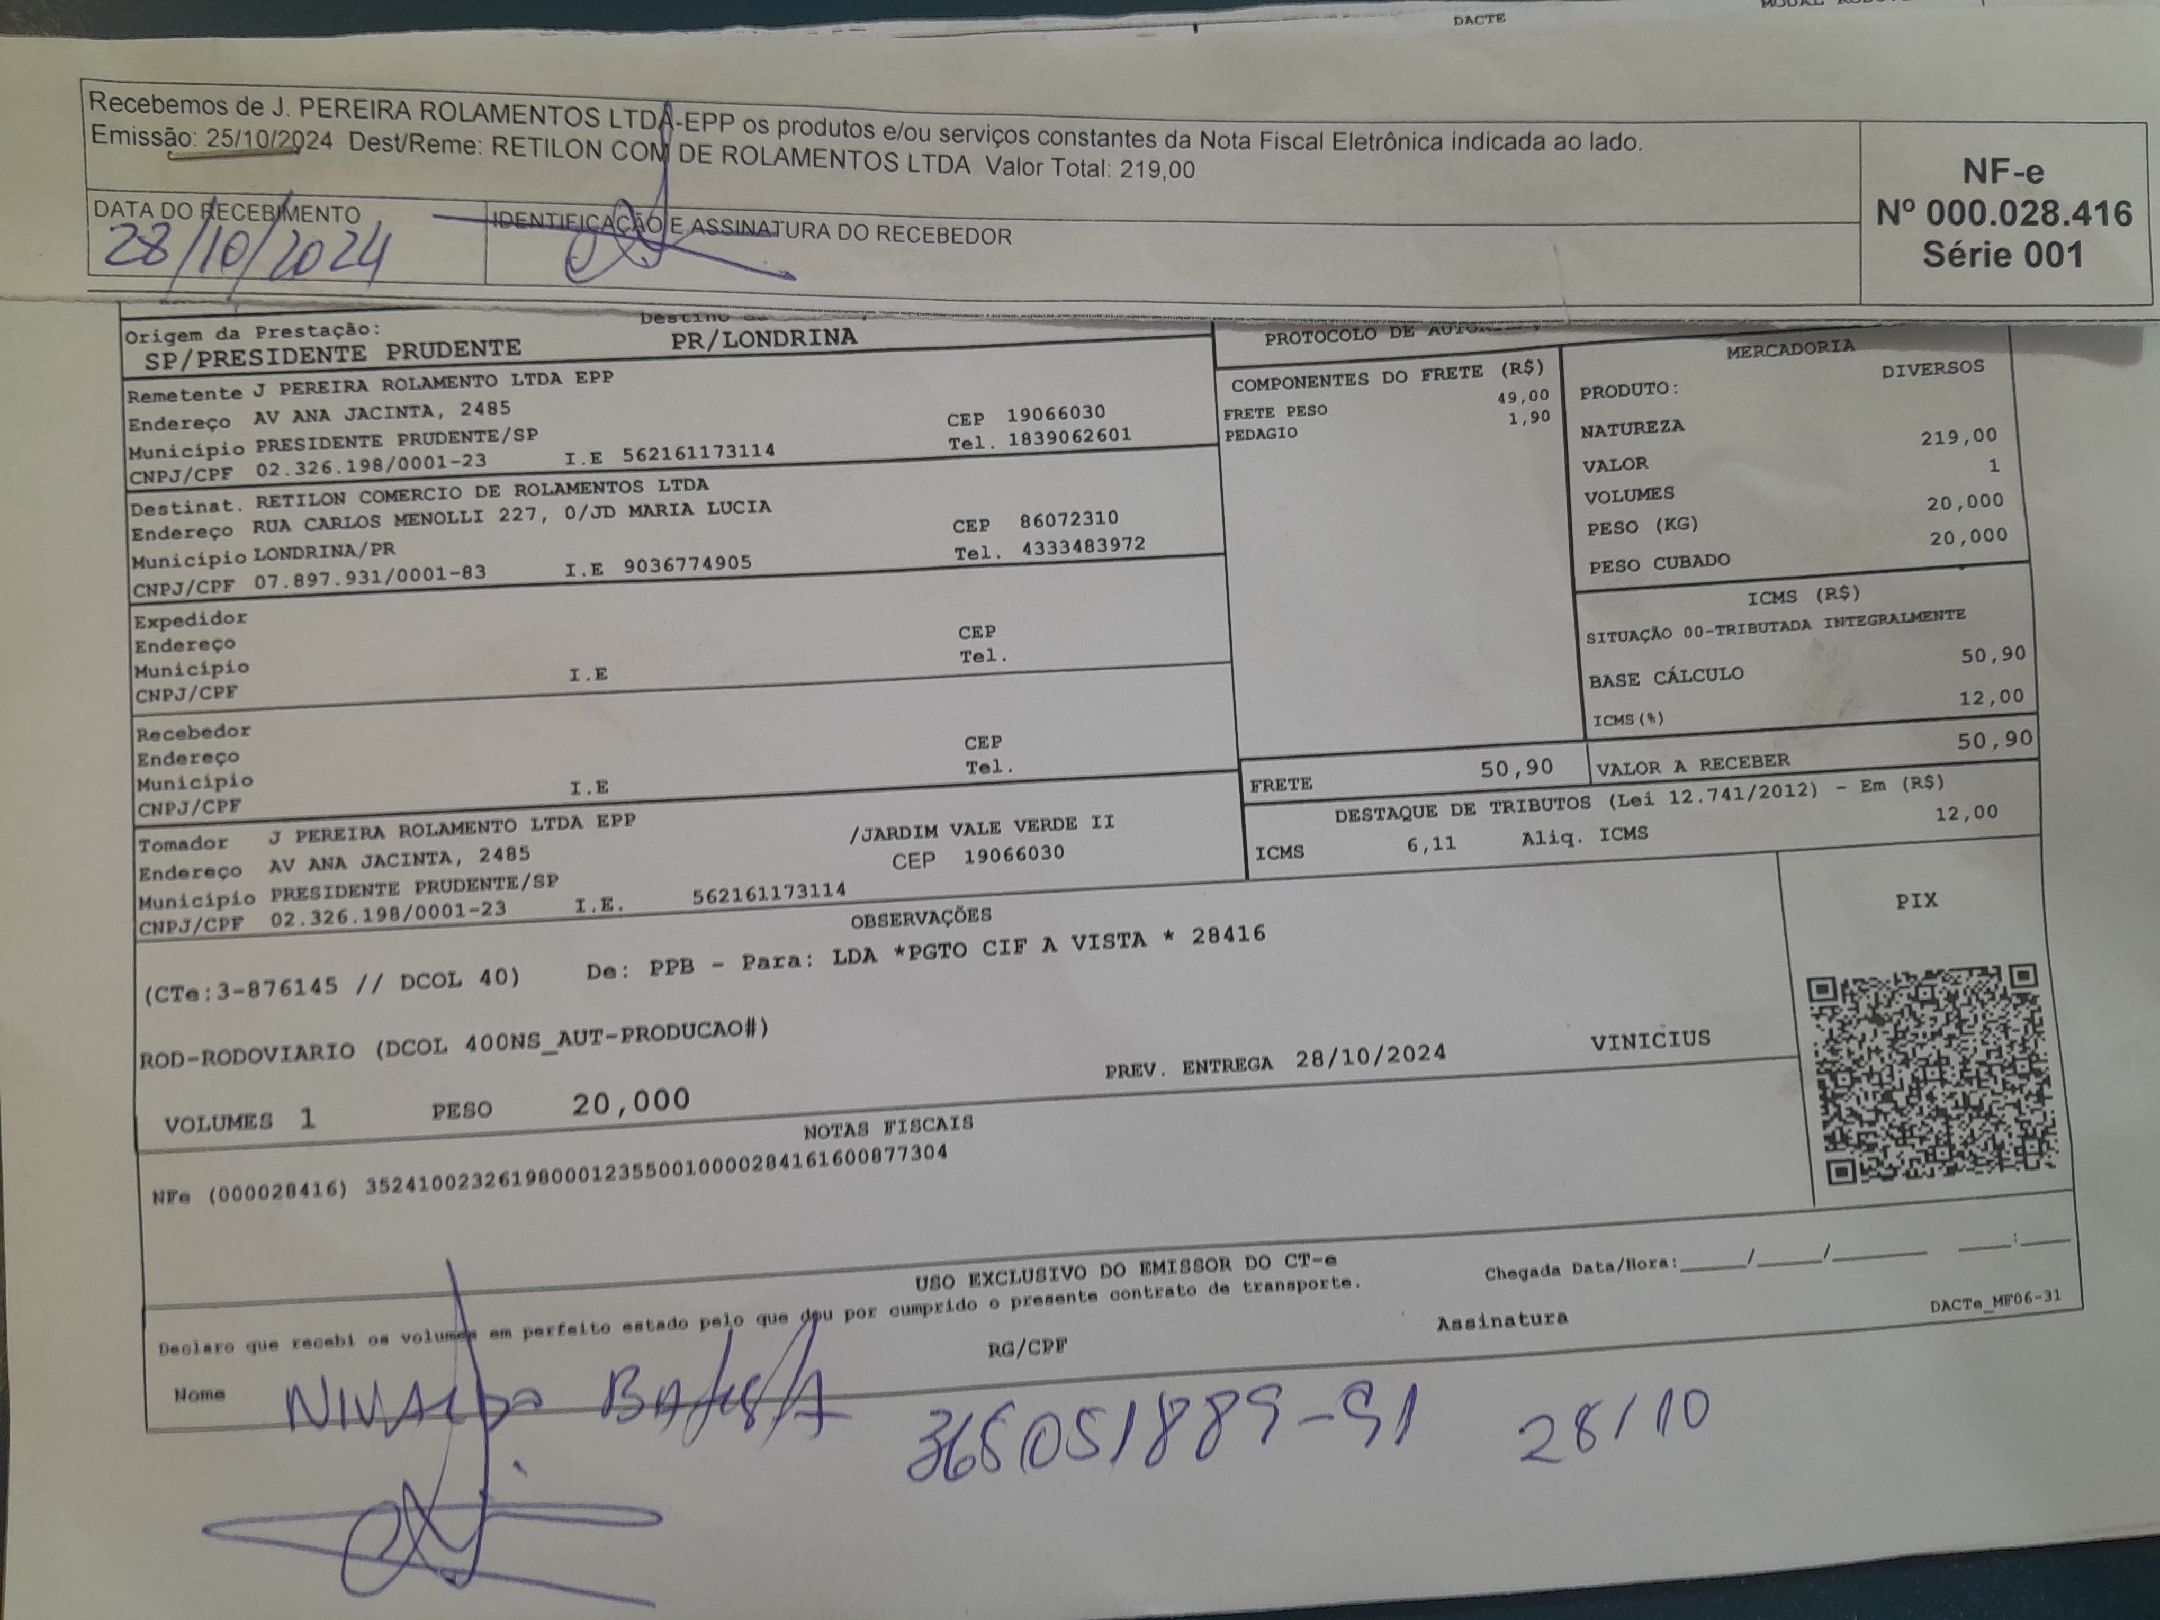 DACTE
Recebemos de J. PEREIRA ROLAMENTOS LTDA-EPP os produtos e/ou serviços constantes da Nota Fiscal Eletrônica indicada ao lado.
Emissão: 25/10/2024 Dest/Reme: RETILON COM DE ROLAMENTOS LTDA Valor Total: 219,00
NF-e
Nº 000.028.416
Série 001
DATA DO RECEBIMENTO
28/10/2024
IDENTIFICAÇÃO E ASSINATURA DO RECEBEDOR
Origem da Prestação:
SP/PRESIDENTE PRUDENTE
PR/LONDRINA
PROTOCOLO DE
Remetente J PEREIRA ROLAMENTO LTDA EPP
Endereço AV ANA JACINTA, 2485 CEP 19066030
Município PRESIDENTE PRUDENTE/SP Tel. 1839062601
CNPJ/CPF 02.326.198/0001-23 I.E 562161173114
Destinat. RETILON COMERCIO DE ROLAMENTOS LTDA
Endereço RUA CARLOS MENOLLI 227, 0/JD MARIA LUCIA CEP 86072310
Município LONDRINA/PR Tel. 4333483972
CNPJ/CPF 07.897.931/0001-83 I.E 9036774905
Expedidor
Endereço CEP
Município Tel.
CNPJ/CPF I.E
Recebedor
Endereço CEP
Município Tel.
CNPJ/CPF I.E
Tomador J PEREIRA ROLAMENTO LTDA EPP
Endereço AV ANA JACINTA, 2485 /JARDIM VALE VERDE II
Município PRESIDENTE PRUDENTE/SP CEP 19066030
CNPJ/CPF 02.326.198/0001-23 I.E. 562161173114
COMPONENTES DO FRETE (R$)
FRETE PESO 49,00
PEDAGIO 1,90
MERCADORIA
PRODUTO: DIVERSOS
NATUREZA
VALOR 219,00
VOLUMES 1
PESO (KG) 20,000
PESO CUBADO 20,000
ICMS (R$)
SITUAÇÃO 00-TRIBUTADA INTEGRALMENTE
BASE CÁLCULO 50,90
ICMS(%) 12,00
FRETE 50,90 VALOR A RECEBER 50,90
DESTAQUE DE TRIBUTOS (Lei 12.741/2012) - Em (R$)
ICMS 6,11 Aliq. ICMS 12,00
OBSERVAÇÕES
(CTe:3-876145 // DCOL 40) De: PPB - Para: LDA *PGTO CIF A VISTA * 28416
ROD-RODOVIARIO (DCOL 400NS_AUT-PRODUCAO#)
PREV. ENTREGA 28/10/2024 VINICIUS
VOLUMES 1 PESO 20,000
PIX
NOTAS FISCAIS
NFe (000028416) 35241002326198000123550010000284161600877304
USO EXCLUSIVO DO EMISSOR DO CT-e
Declaro que recebi os volumes em perfeito estado pelo que dou por cumprido o presente contrato de transporte.
Chegada Data/Hora:_____/_____/_______ ____:____
Nome RG/CPF Assinatura
DACTe_MF06-31
28/10